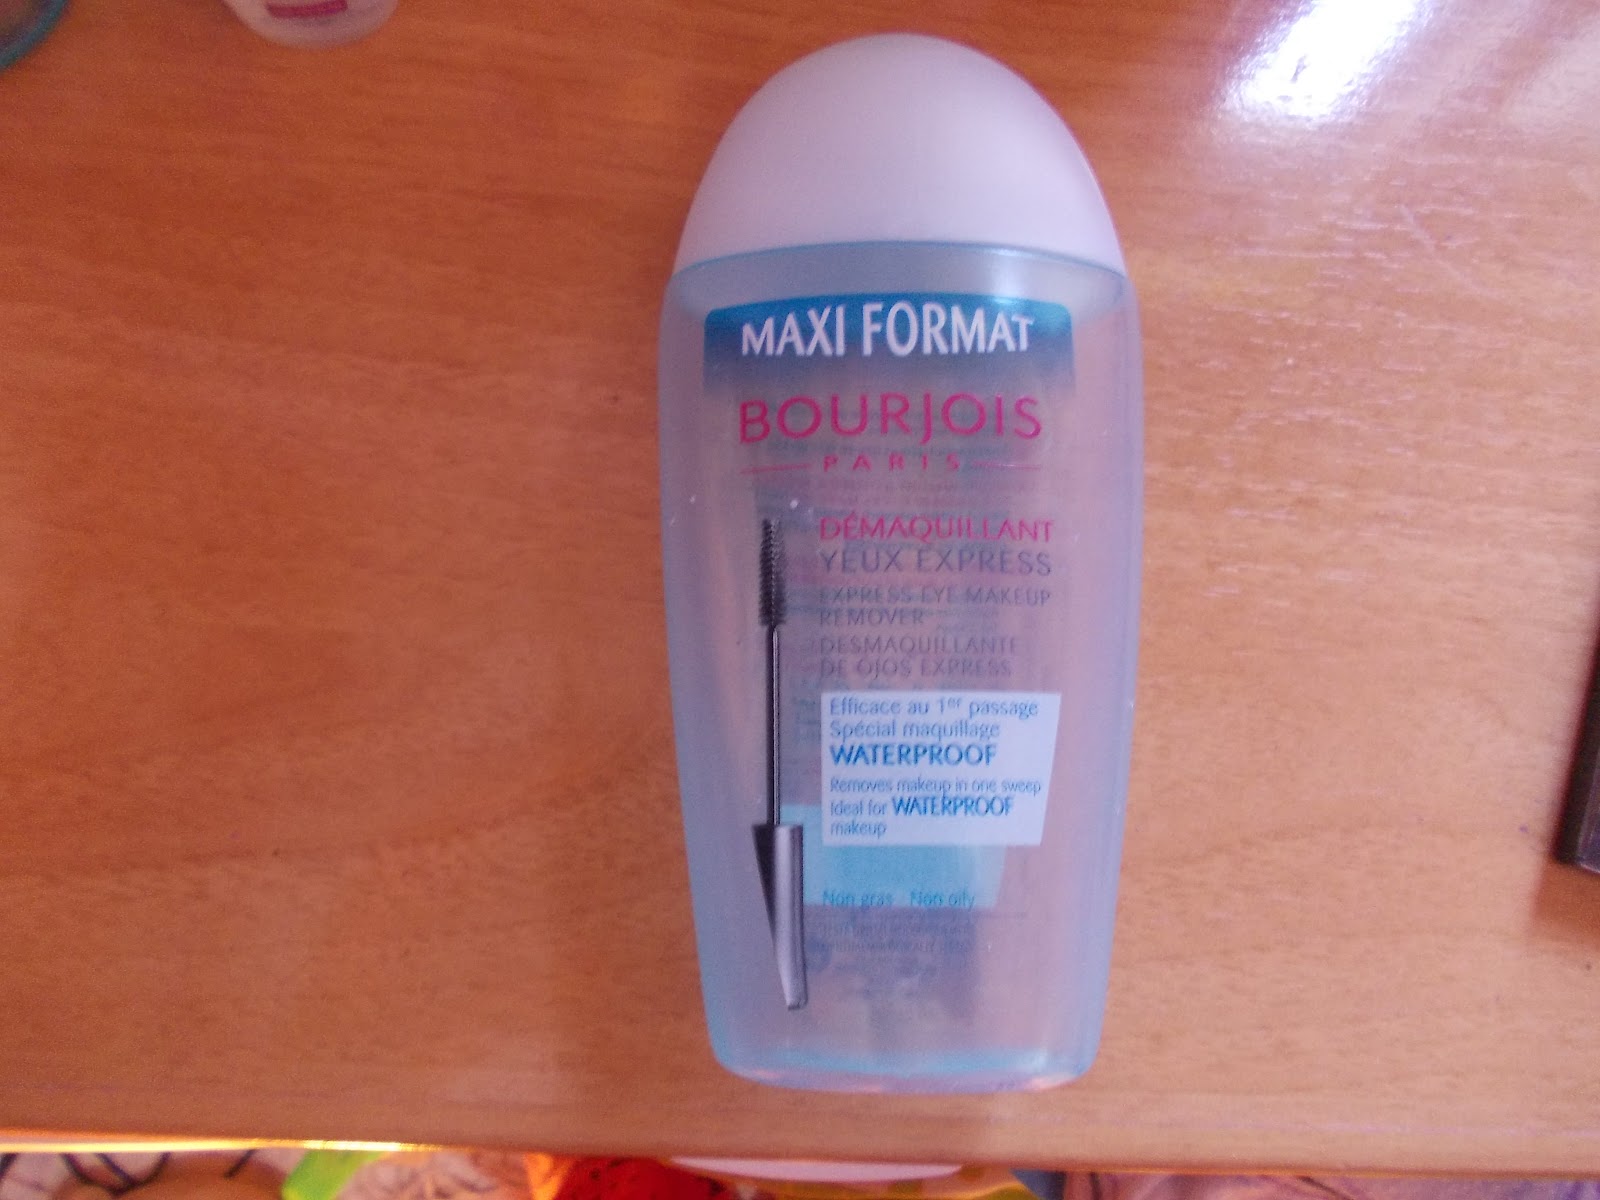 MAXI FORMAT
BOURJOIS
PARIS
DÉMAQUILLANT
YEUX EXPRESS
EXPRESS EYE MAKEUP
REMOVER
DESMAQUILLANTE
DE OJOS EXPRESS
Efficace au 1er passage
Spécial maquillage
WATERPROOF
Removes makeup in one sweep
Ideal for WATERPROOF
makeup
Non gras - Non oily